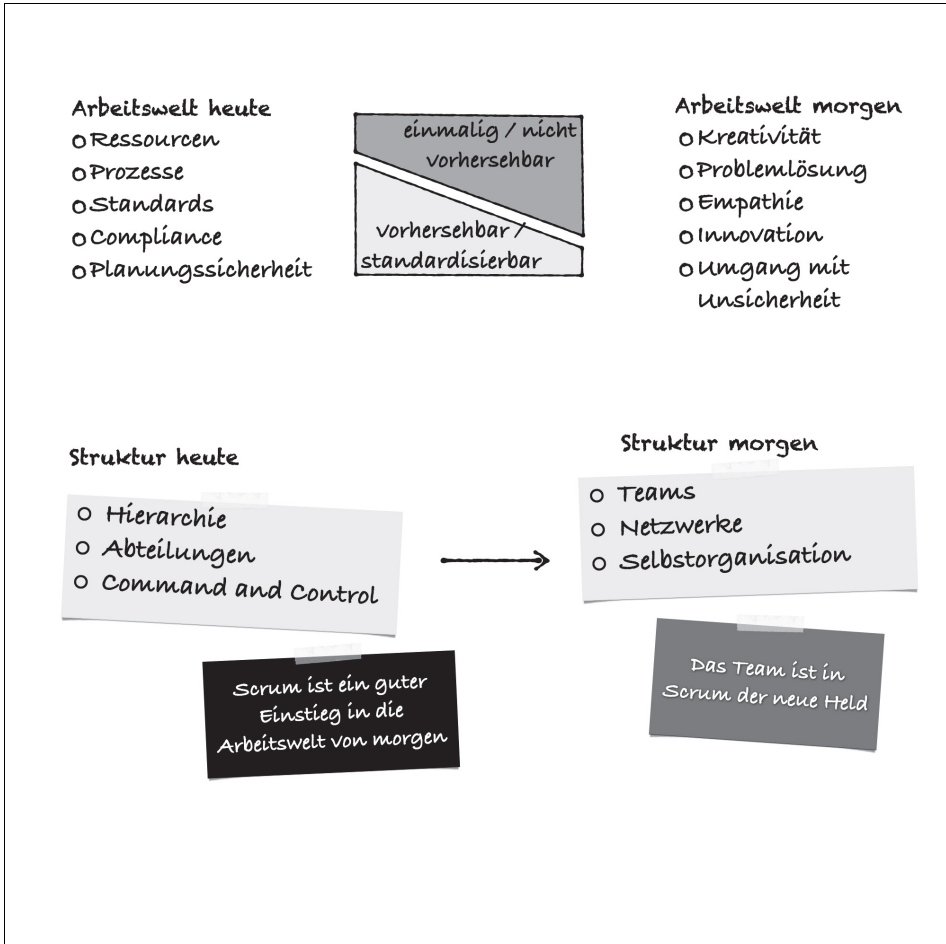 Arbeitswelt heute
Ressourcen
Prozesse
Standards
Compliance
Planungssicherheit
einmalig / nicht
vorhersehbar
vorhersehbar /
standardisierbar
Arbeitswelt morgen
Kreativität
Problemlösung
Empathie
Innovation
Umgang mit
Unsicherheit
Struktur heute
Hierarchie
Abteilungen
Command and Control
Struktur morgen
Teams
Netzwerke
Selbstorganisation
Scrum ist ein guter
Einstieg in die
Arbeitswelt von morgen
Das Team ist in
Scrum der neue Held